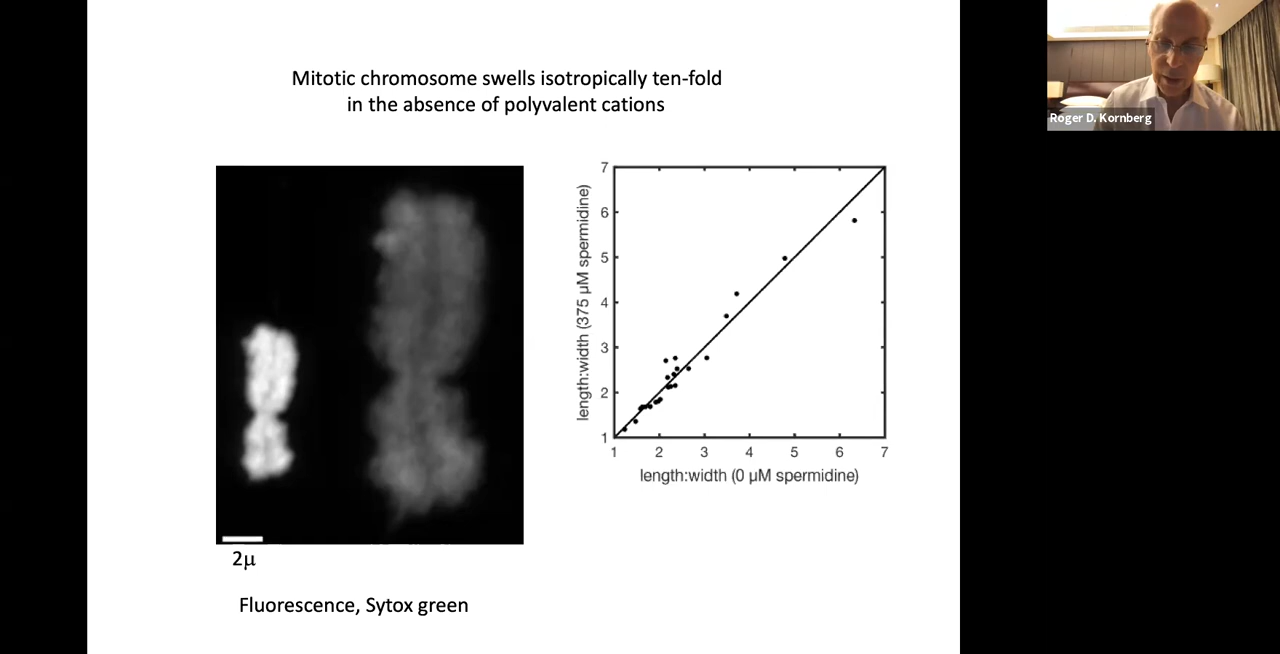 Mitotic chromosome swells isotropically ten-fold
in the absence of polyvalent cations
Roger D. Kornberg
length:width (375 µM spermidine)
7
6
5
4
3
2
1
1 2 3 4 5 6 7
length:width (0 µM spermidine)
2µ
Fluorescence, Sytox green